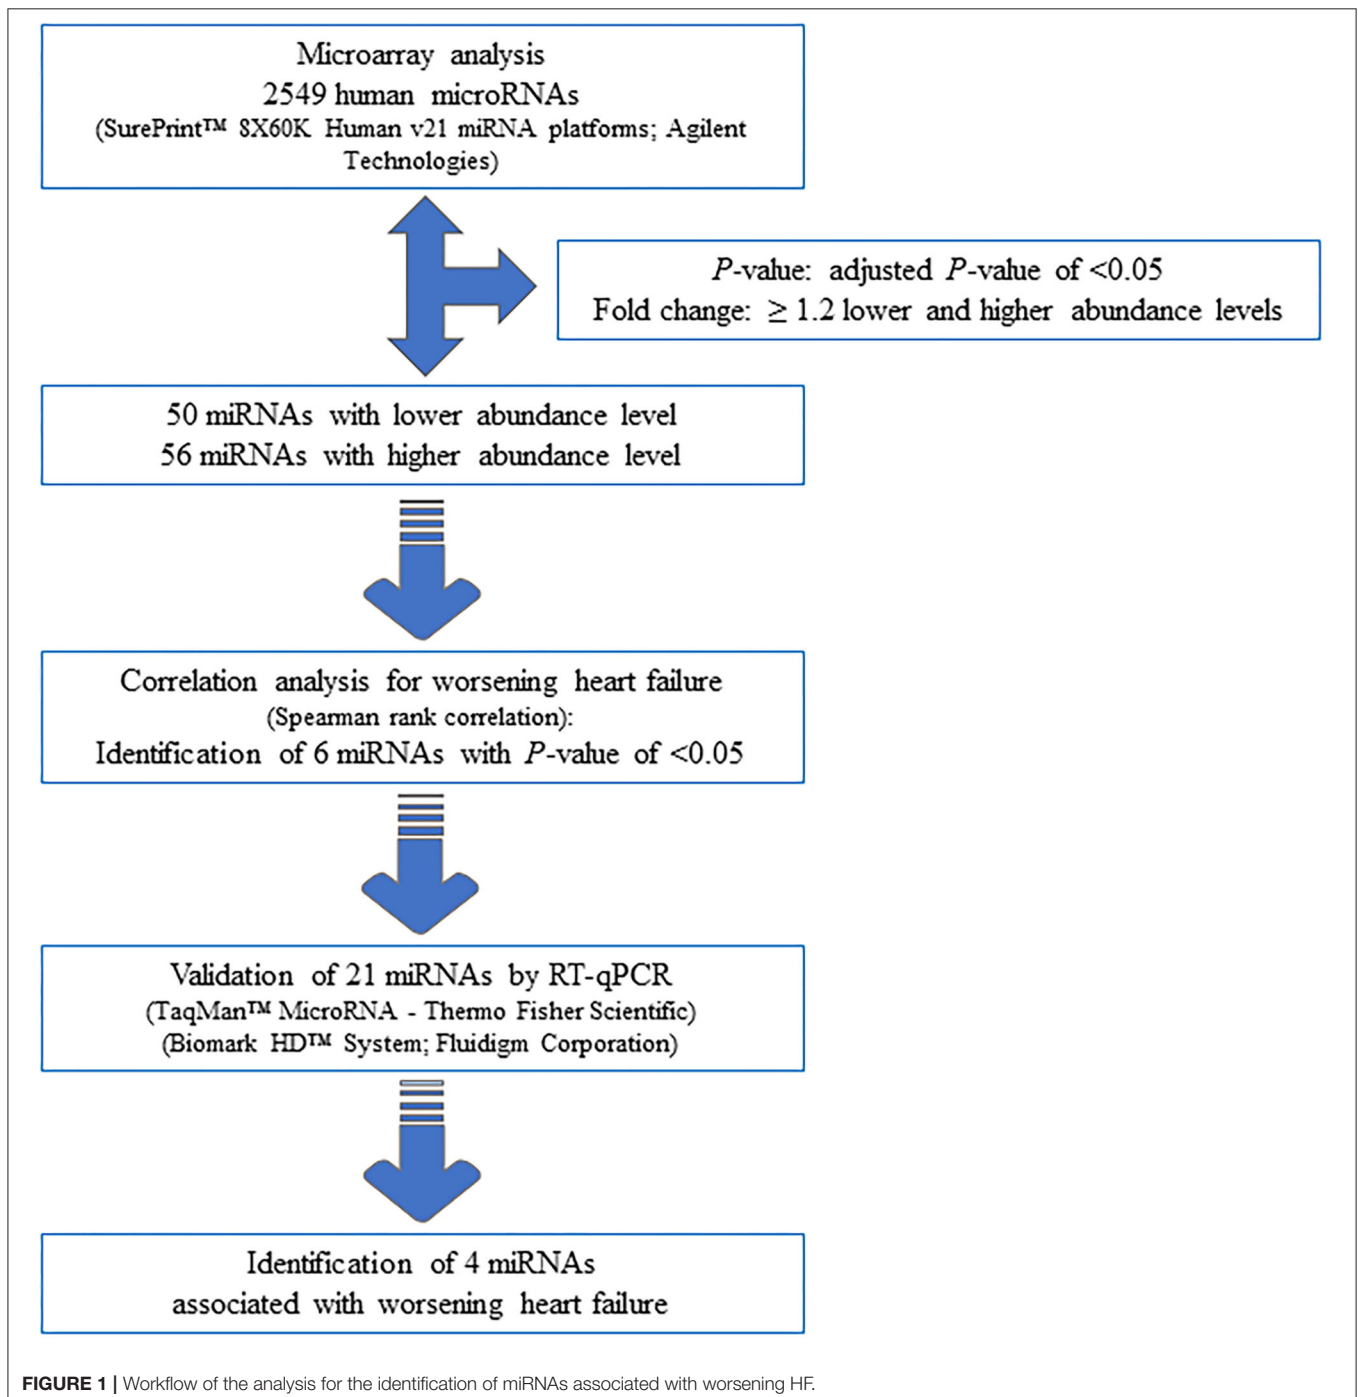 Microarray analysis
2549 human microRNAs
(SurePrint™ 8X60K Human v21 miRNA platforms; Agilent
Technologies)
P-value: adjusted P-value of <0.05
Fold change: ≥ 1.2 lower and higher abundance levels
50 miRNAs with lower abundance level
56 miRNAs with higher abundance level
Correlation analysis for worsening heart failure
(Spearman rank correlation):
Identification of 6 miRNAs with P-value of <0.05
Validation of 21 miRNAs by RT-qPCR
(TaqMan™ MicroRNA - Thermo Fisher Scientific)
(Biomark HD™ System; Fluidigm Corporation)
Identification of 4 miRNAs
associated with worsening heart failure
FIGURE 1 | Workflow of the analysis for the identification of miRNAs associated with worsening HF.